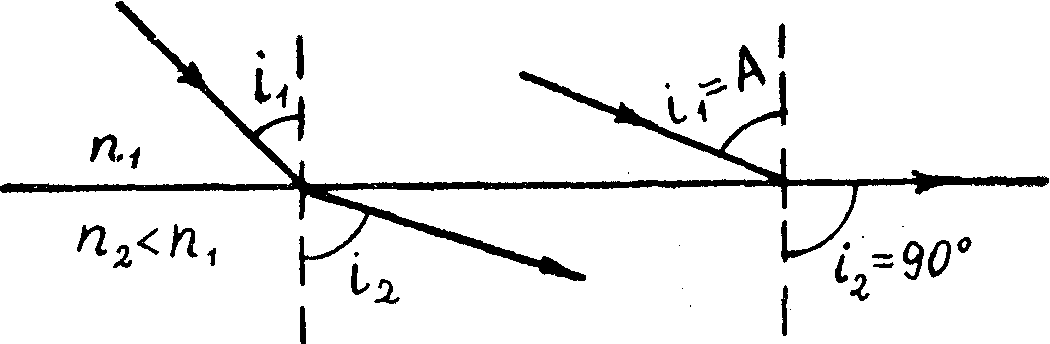 i₁
i₁=A
n₁
n₂<n₁
i₂
i₂=90°